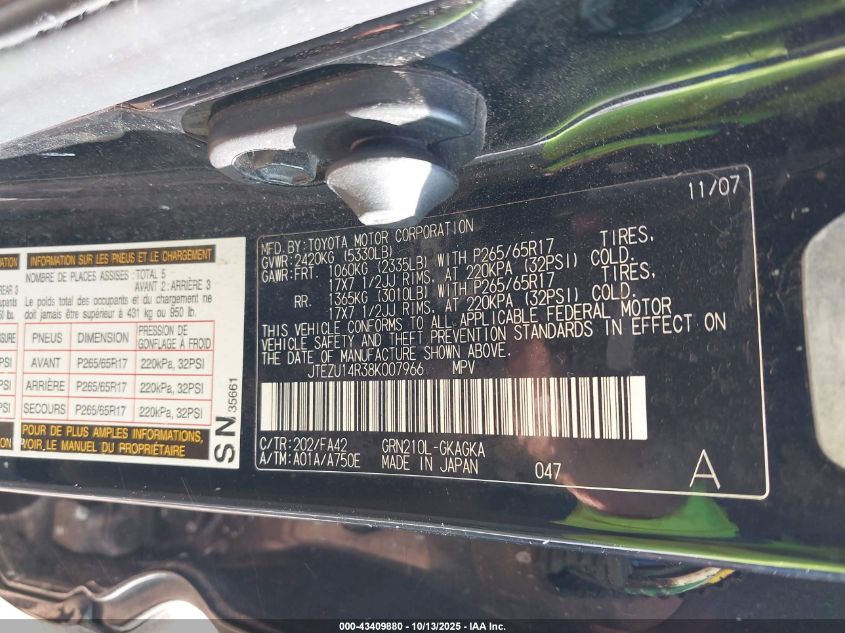 11/07
MFD. BY: TOYOTA MOTOR CORPORATION
GVWR: 2420KG (5330LB)
GAWR: FRT. 1060KG (2335LB) WITH P265/65R17 TIRES,
17X7 1/2JJ RIMS, AT 220KPA (32PSI) COLD.
RR. 1365KG (3010LB) WITH P265/65R17 TIRES,
17X7 1/2JJ RIMS, AT 220KPA (32PSI) COLD.
THIS VEHICLE CONFORMS TO ALL APPLICABLE FEDERAL MOTOR
VEHICLE SAFETY AND THEFT PREVENTION STANDARDS IN EFFECT ON
THE DATE OF MANUFACTURE SHOWN ABOVE.
JTEZU14R38K007966 MPV
C/TR: 202/FA42 GRN210L-GKAGKA
A/TM: A01A/A750E MADE IN JAPAN 047 A
INFORMATION SUR LES PNEUS ET LE CHARGEMENT
NOMBRE DE PLACES ASSISES : TOTAL 5
AVANT 2 : ARRIÈRE 3
Le poids total des occupants et du chargement ne
doit jamais être supérieur à 431 kg ou 950 lb.
PNEUS DIMENSION PRESSION DE GONFLAGE À FROID
AVANT P265/65R17 220kPa, 32PSI
ARRIÈRE P265/65R17 220kPa, 32PSI
SECOURS P265/65R17 220kPa, 32PSI
POUR DE PLUS AMPLES INFORMATIONS,
VOIR LE MANUEL DU PROPRIÉTAIRE
SN 35661
000-43409880 - 10/13/2025 - IAA Inc.